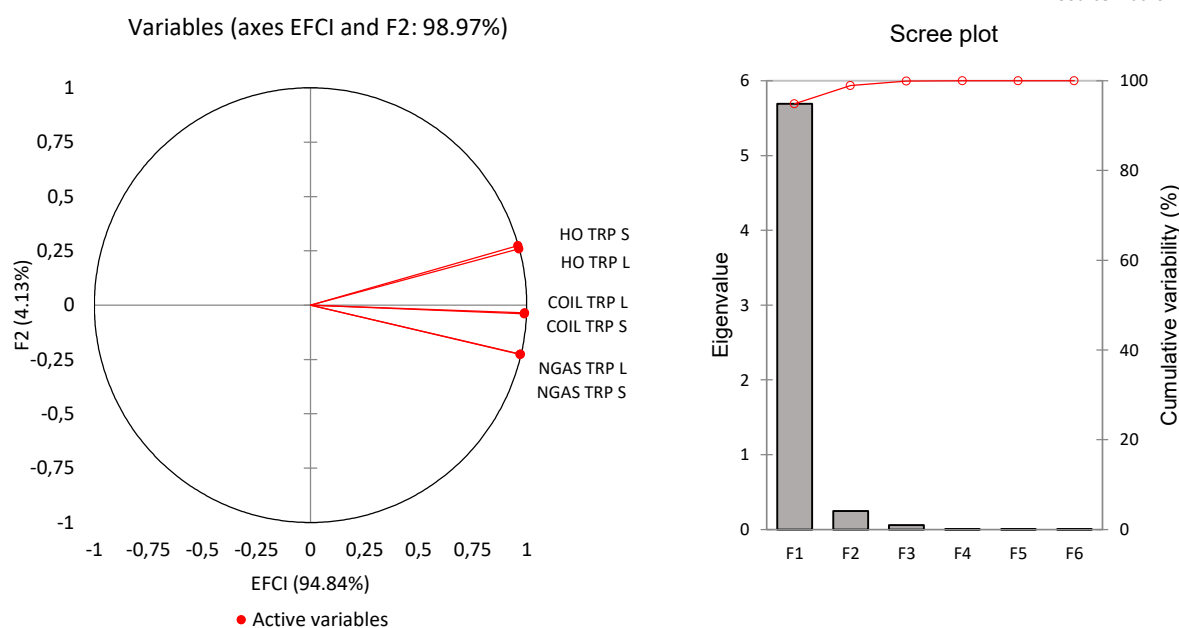 Variables (axes EFCI and F2: 98.97%)
1
0,75
0,5
0,25
0
-0,25
-0,5
-0,75
-1
F2 (4.13%)
HO TRP S
HO TRP L
COIL TRP L
COIL TRP S
NGAS TRP L
NGAS TRP S
-1 -0,75 -0,5 -0,25 0 0,25 0,5 0,75 1
EFCI (94.84%)
Active variables
Scree plot
6
5
4
3
2
1
0
Eigenvalue
100
80
60
40
20
0
Cumulative variability (%)
F1 F2 F3 F4 F5 F6